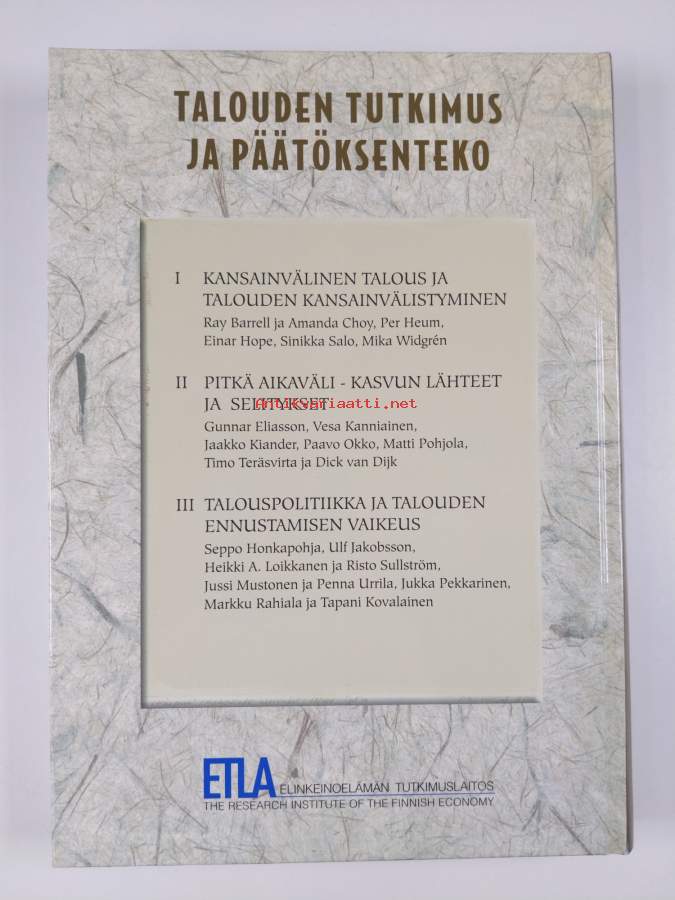 TALOUDEN TUTKIMUS
JA PÄÄTÖKSENTEKO
I KANSAINVÄLINEN TALOUS JA
TALOUDEN KANSAINVÄLISTYMINEN
Ray Barrell ja Amanda Choy, Per Heum,
Einar Hope, Sinikka Salo, Mika Widgrén
II PITKÄ AIKAVÄLI - KASVUN LÄHTEET
JA SELITYKSET
Antikvariaatti.net
Gunnar Eliasson, Vesa Kanniainen,
Jaakko Kiander, Paavo Okko, Matti Pohjola,
Timo Teräsvirta ja Dick van Dijk
III TALOUSPOLITIIKKA JA TALOUDEN
ENNUSTAMISEN VAIKEUS
Seppo Honkapohja, Ulf Jakobsson,
Heikki A. Loikkanen ja Risto Sullström,
Jussi Mustonen ja Penna Urrila, Jukka Pekkarinen,
Markku Rahiala ja Tapani Kovalainen
ETLA ELINKEINOELÄMÄN TUTKIMUSLAITOS
THE RESEARCH INSTITUTE OF THE FINNISH ECONOMY